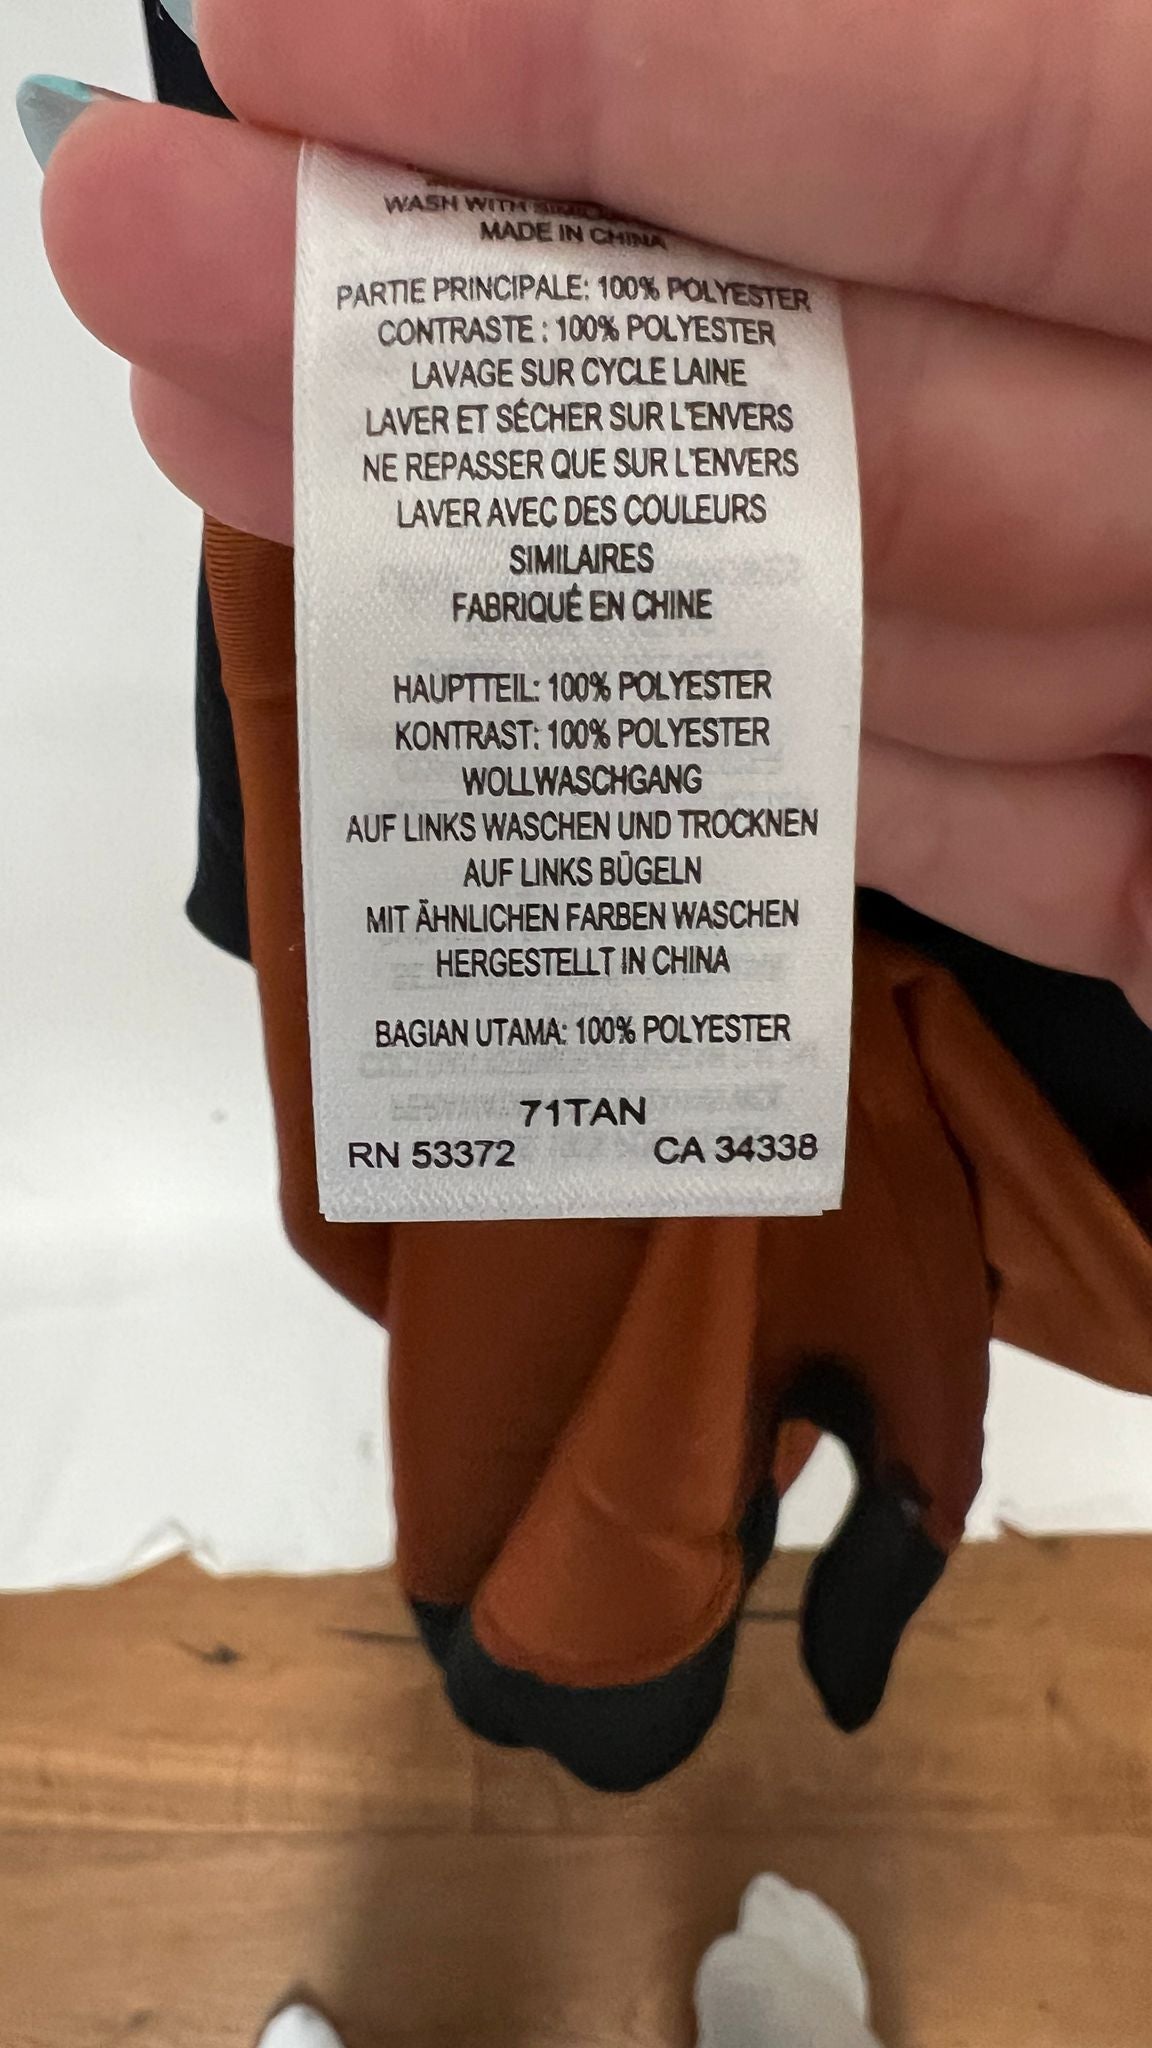 WASH WITH
MADE IN CHINA
PARTIE PRINCIPALE: 100% POLYESTER
CONTRASTE : 100% POLYESTER
LAVAGE SUR CYCLE LAINE
LAVER ET SÉCHER SUR L'ENVERS
NE REPASSER QUE SUR L'ENVERS
LAVER AVEC DES COULEURS
SIMILAIRES
FABRIQUÉ EN CHINE
HAUPTTEIL: 100% POLYESTER
KONTRAST: 100% POLYESTER
WOLLWASCHGANG
AUF LINKS WASCHEN UND TROCKNEN
AUF LINKS BÜGELN
MIT ÄHNLICHEN FARBEN WASCHEN
HERGESTELLT IN CHINA
BAGIAN UTAMA: 100% POLYESTER
71TAN
RN 53372 CA 34338